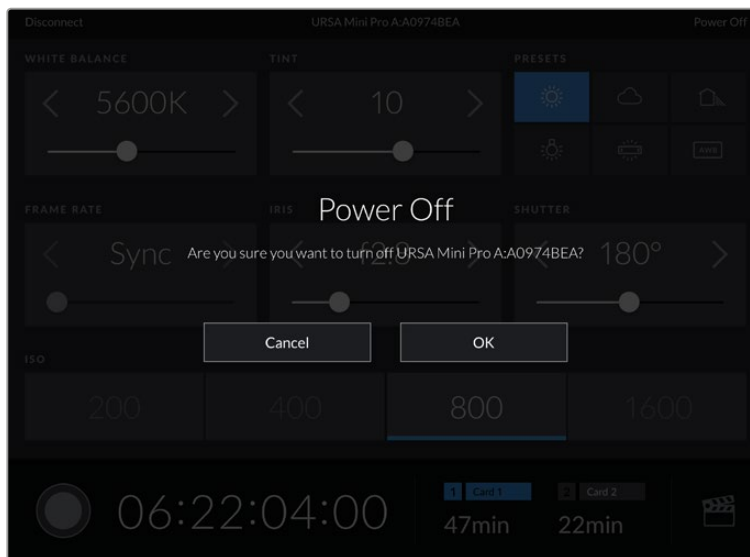 Disconnect URSA Mini Pro A:A0974BEA Power Off
WHITE BALANCE TINT PRESETS
5600K 10
AWB
Power Off
FRAME RATE IRIS SHUTTER
Sync f2.8 180°
Are you sure you want to turn off URSA Mini Pro A:A0974BEA?
Cancel OK
ISO
200 400 800 1600
1 Card 1 2 Card 2
06:22:04:00 47min 22min